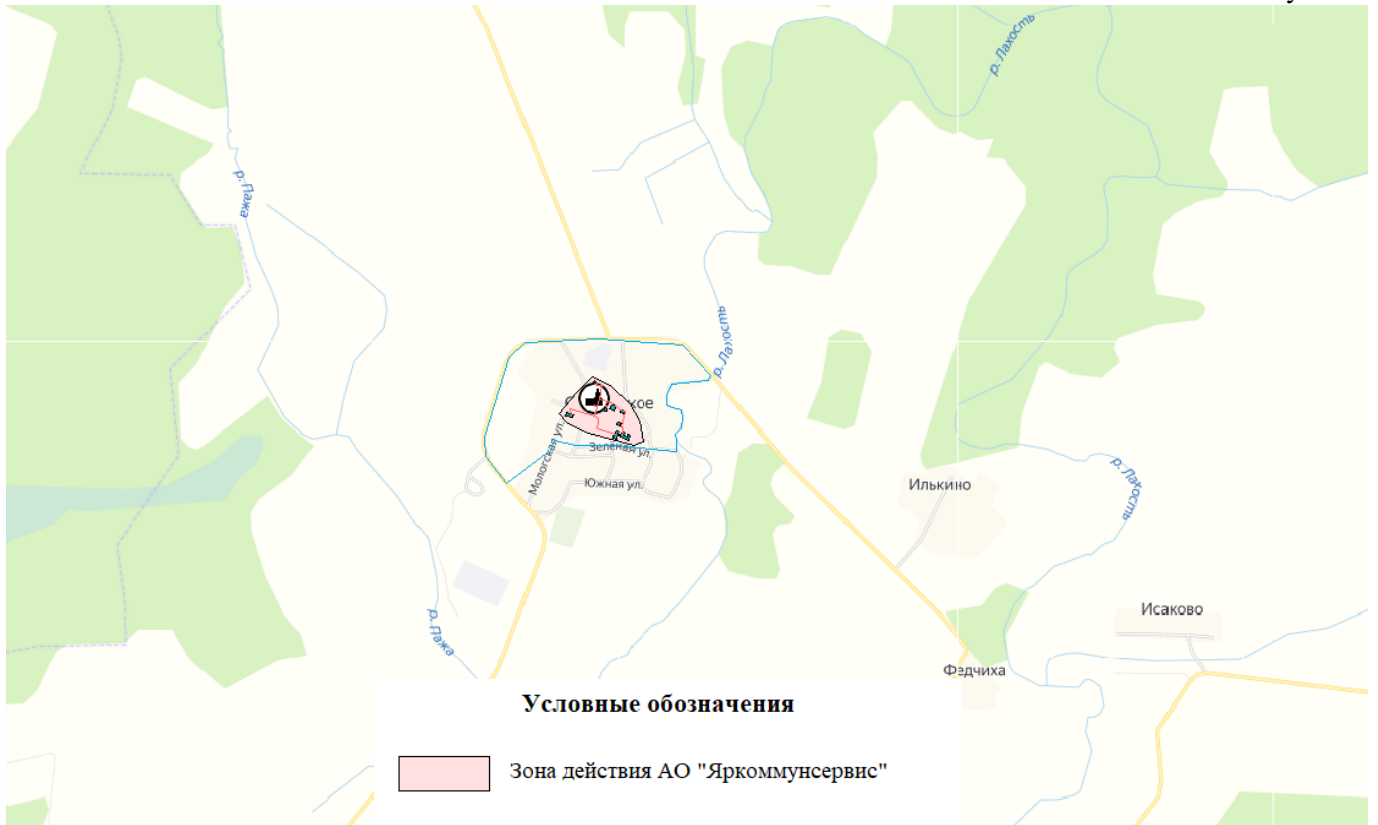 р. Лахость
р. Пажа
р. Лахость
Мологская ул.
Зеленая ул.
Южная ул.
Илькино
р. Лахость
Исаково
р. Пажа
Федчиха
Условные обозначения
Зона действия АО "Яркоммунсервис"